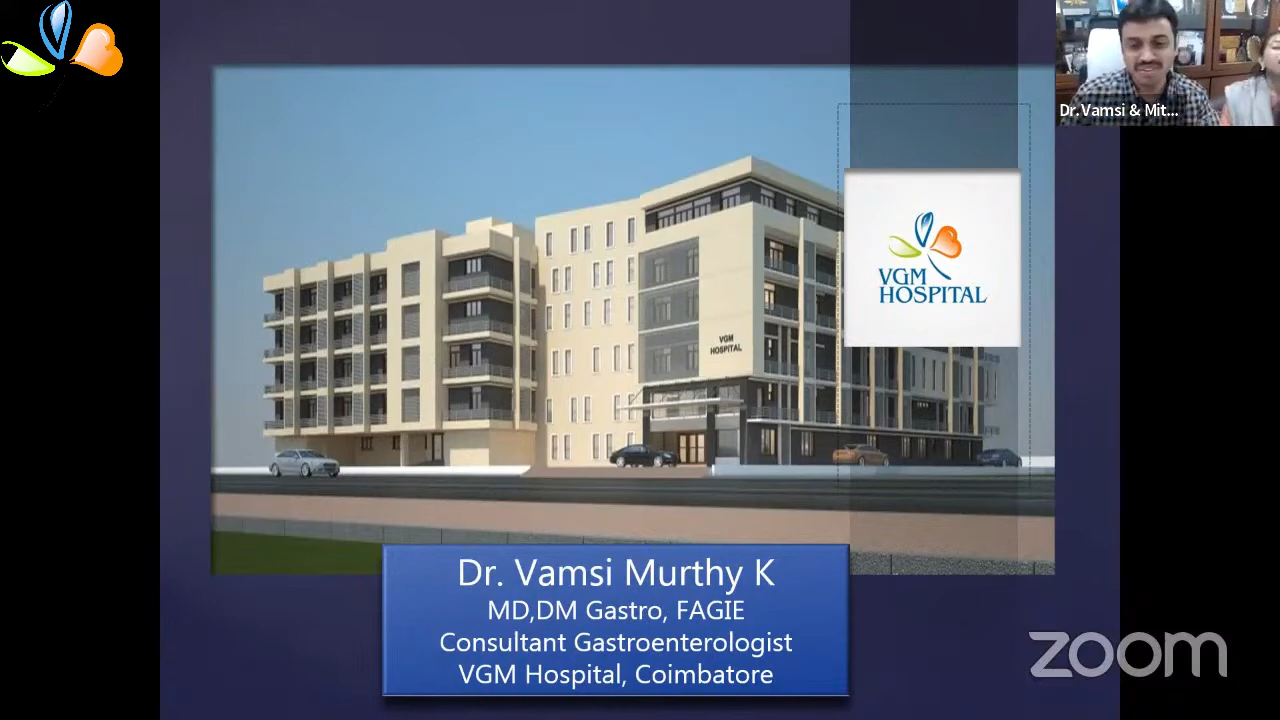 Dr.Vamsi & Mit...
VGM
HOSPITAL
VGM
HOSPITAL
Dr. Vamsi Murthy K
MD,DM Gastro, FAGIE
Consultant Gastroenterologist
VGM Hospital, Coimbatore
zoom